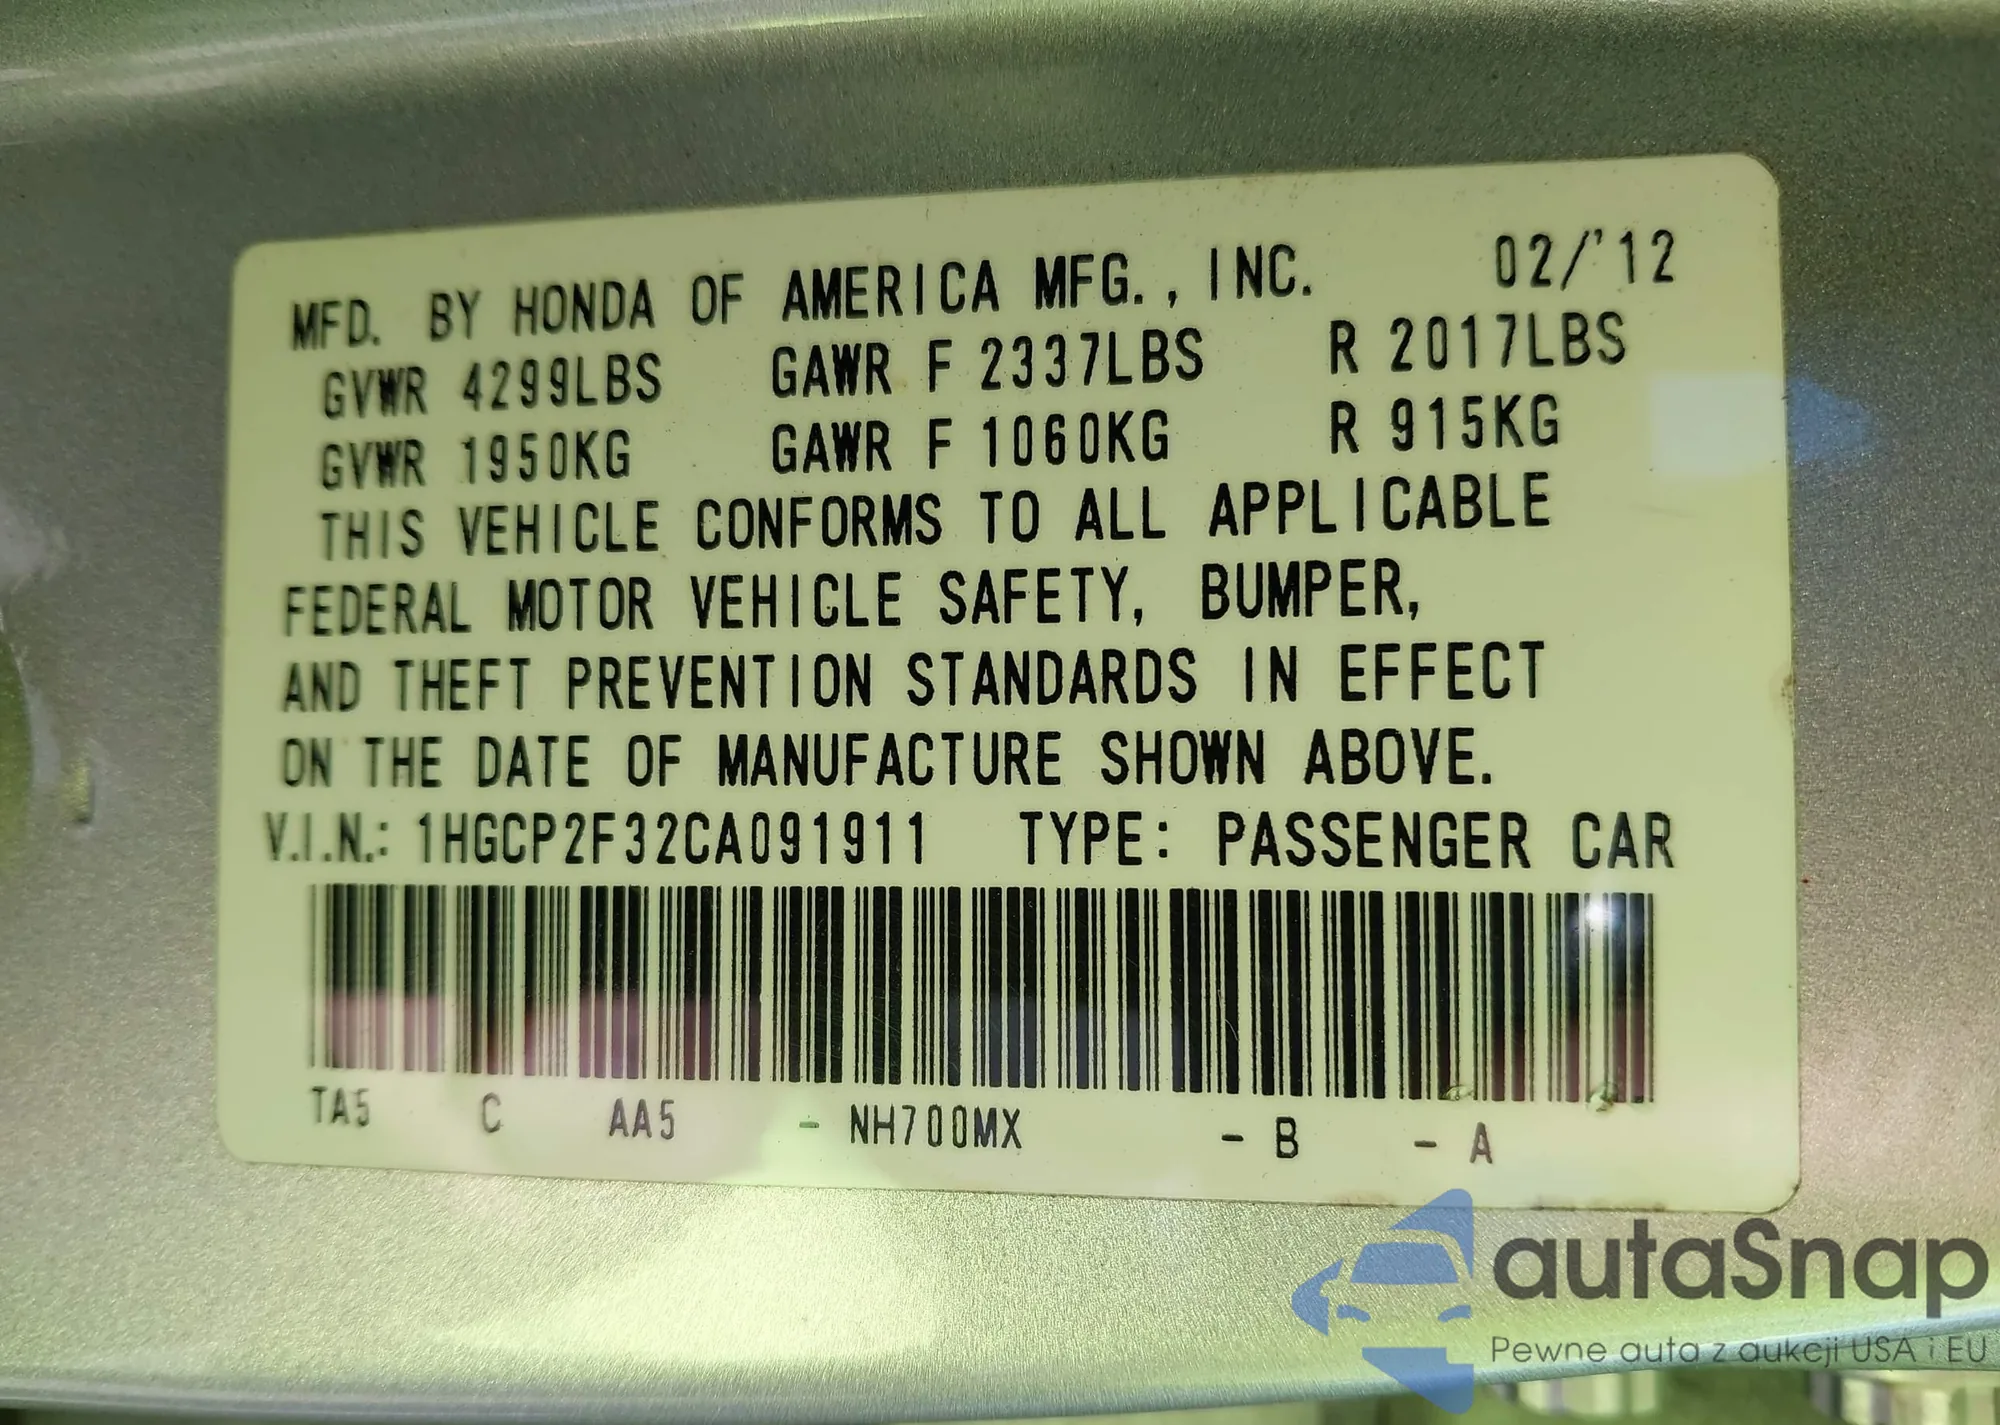 MFD. BY HONDA OF AMERICA MFG., INC. 02/'12
GVWR 4299LBS GAWR F 2337LBS R 2017LBS
GVWR 1950KG GAWR F 1060KG R 915KG
THIS VEHICLE CONFORMS TO ALL APPLICABLE
FEDERAL MOTOR VEHICLE SAFETY, BUMPER,
AND THEFT PREVENTION STANDARDS IN EFFECT
ON THE DATE OF MANUFACTURE SHOWN ABOVE.
V.I.N.: 1HGCP2F32CA091911 TYPE: PASSENGER CAR
TA5 C AA5 - NH700MX - B - A
autaSnap
Pewne auta z aukcji USA i EU